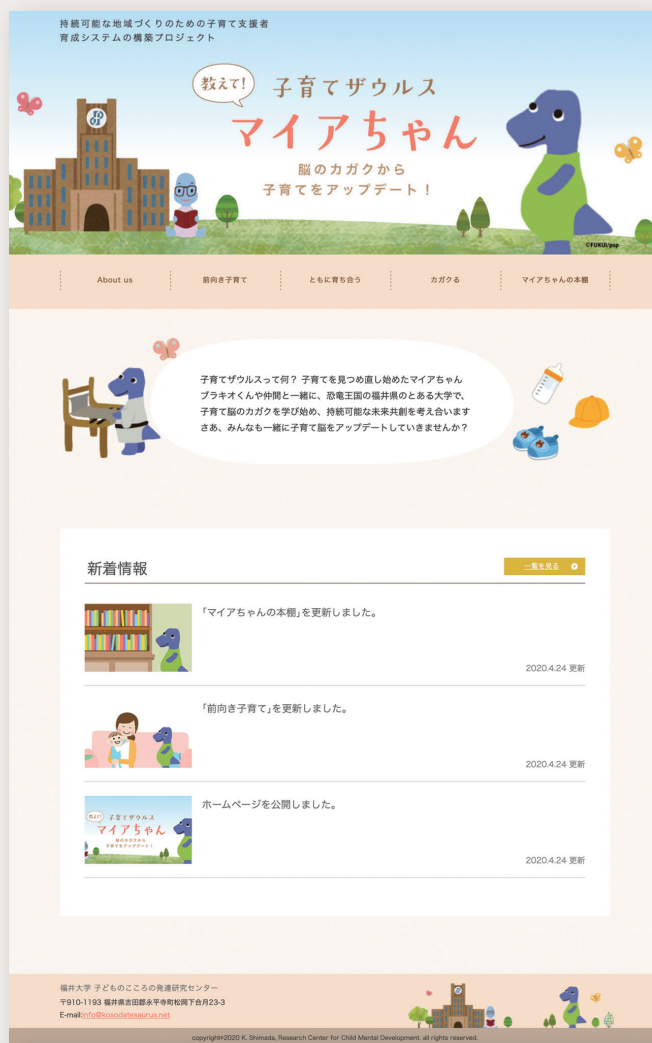 持続可能な地域づくりのための子育て支援者
育成システムの構築プロジェクト
教えて!
子育てザウルス
マイアちゃん
脳のカガクから
子育てをアップデート!
©FUKUI/psp
About us
前向き子育て
ともに育ち合う
カガクる
マイアちゃんの本棚
子育てザウルスって何? 子育てを見つめ直し始めたマイアちゃん
ブラキオくんや仲間と一緒に、恐竜王国の福井県のとある大学で、
子育て脳のカガクを学び始め、持続可能な未来共創を考え合います
さあ、みんなも一緒に子育て脳をアップデートしていきませんか?
新着情報
一覧を見る
「マイアちゃんの本棚」を更新しました。
2020.4.24 更新
「前向き子育て」を更新しました。
2020.4.24 更新
教えて!
子育てザウルス
マイアちゃん
脳のカガクから
子育てをアップデート!
ホームページを公開しました。
2020.4.24 更新
福井大学 子どものこころの発達研究センター
〒910-1193 福井県吉田郡永平寺町松岡下合月23-3
E-mail:info@kosodatesaurus.net
copyright©2020 K. Shimada, Research Center for Child Mental Development, all rights reserved.